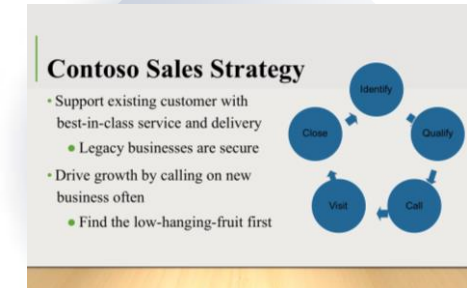 Contoso Sales Strategy
• Support existing customer with
best-in-class service and delivery
• Legacy businesses are secure
• Drive growth by calling on new
business often
• Find the low-hanging-fruit first
Identify
Qualify
Call
Visit
Close